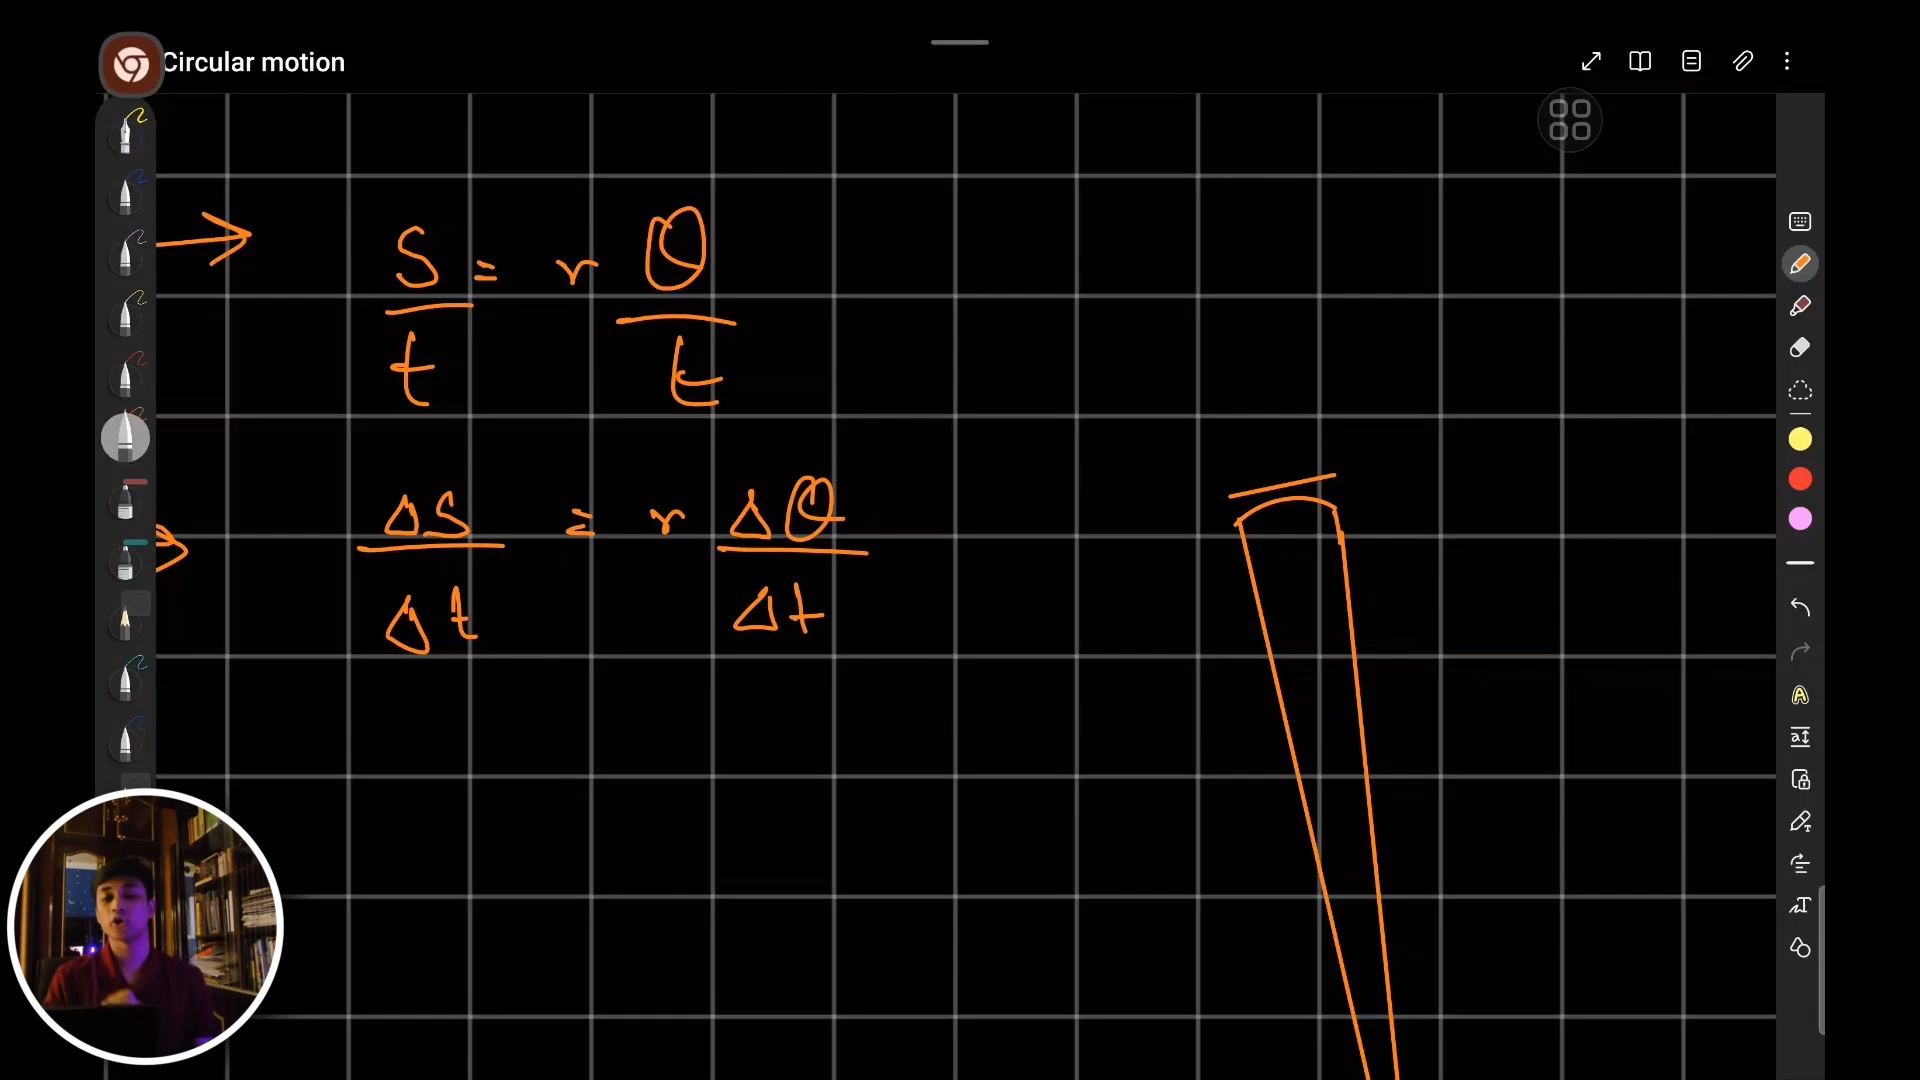 Circular motion
s/t = r θ/t
Δs/Δt = r Δθ/Δt